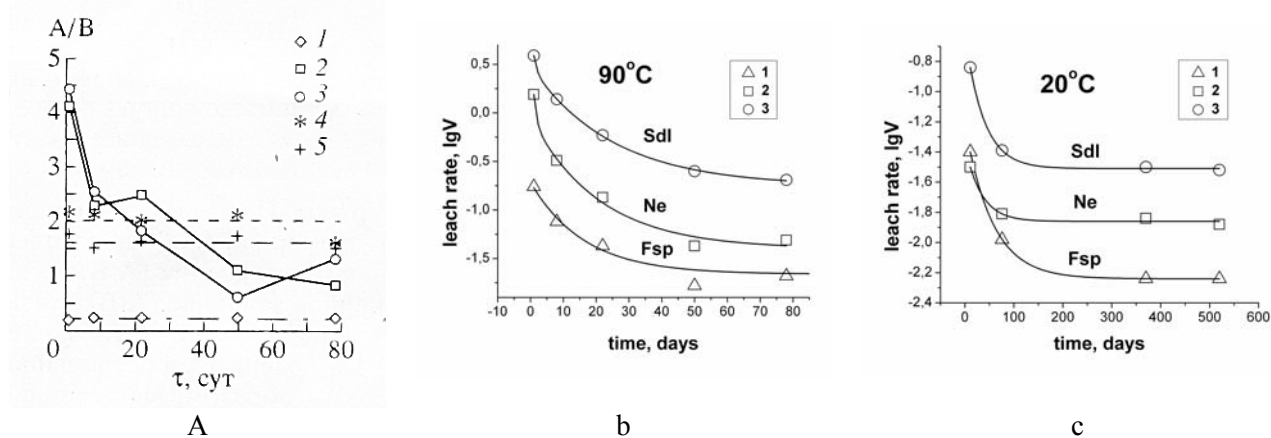 A/B
5
4
3
2
1
0
20
40
60
80
τ, сут
1
2
3
4
5
A
90°C
1
2
3
Sdl
Ne
Fsp
leach rate, lgV
0,5
0,0
-0,5
-1,0
-1,5
-10 0 10 20 30 40 50 60 70 80
time, days
b
20°C
1
2
3
Sdl
Ne
Fsp
leach rate, lgV
-0,8
-1,0
-1,2
-1,4
-1,6
-1,8
-2,0
-2,2
-2,4
-100 0 100 200 300 400 500 600
time, days
c